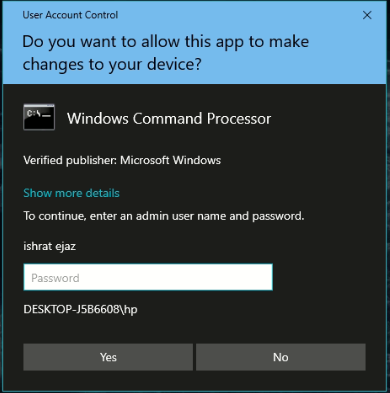 User Account Control
Do you want to allow this app to make
changes to your device?
C:\_
Windows Command Processor
Verified publisher: Microsoft Windows
Show more details
To continue, enter an admin user name and password.
ishrat ejaz
Password
DESKTOP-J5B6608\hp
Yes
No